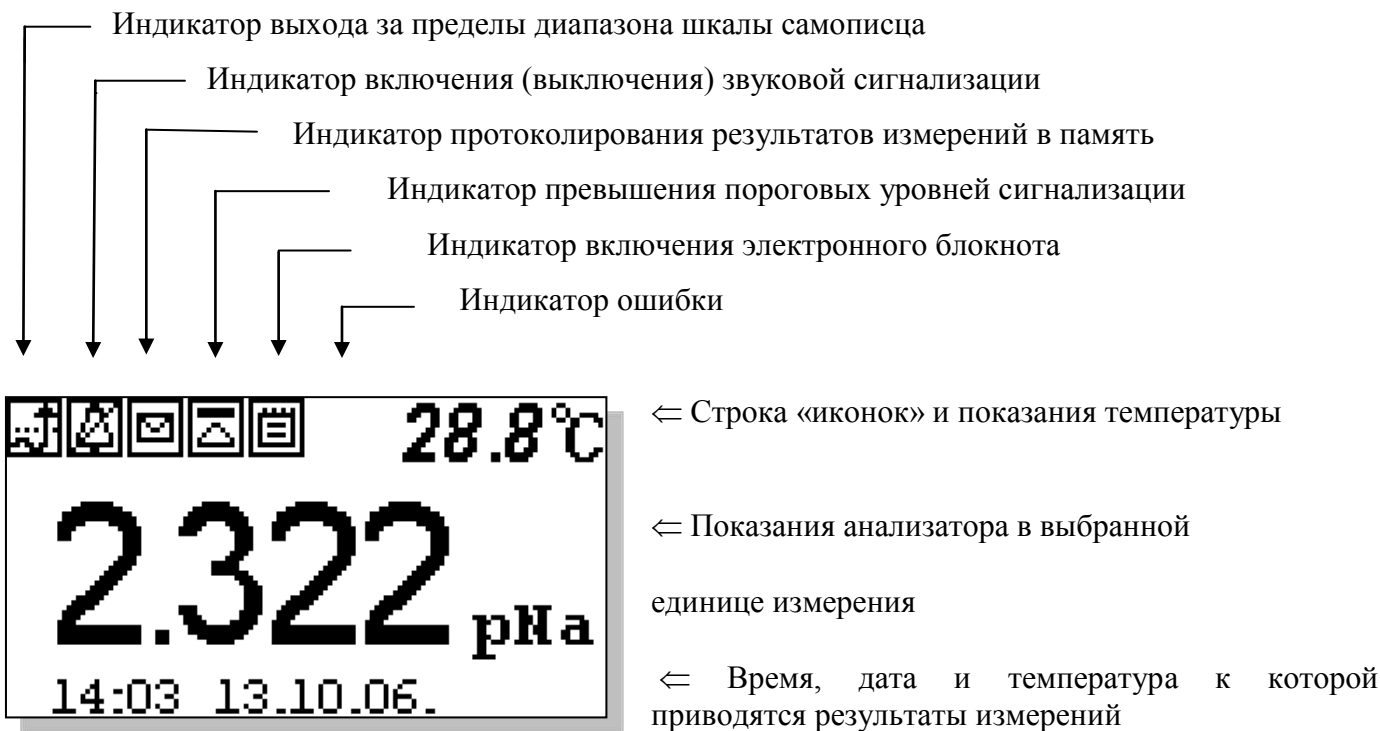 Индикатор выхода за пределы диапазона шкалы самописца
Индикатор включения (выключения) звуковой сигнализации
Индикатор протоколирования результатов измерений в память
Индикатор превышения пороговых уровней сигнализации
Индикатор включения электронного блокнота
Индикатор ошибки
28.8°C
⇐ Строка «иконок» и показания температуры
2.322 pNa
⇐ Показания анализатора в выбранной
единице измерения
14:03 13.10.06.
⇐ Время, дата и температура к которой
приводятся результаты измерений